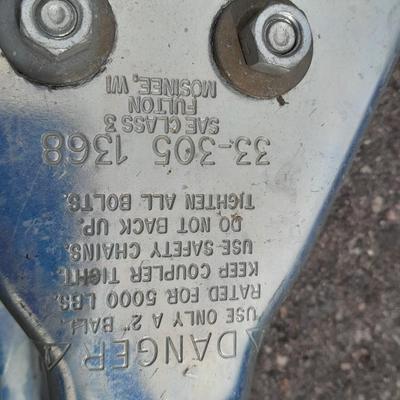 DANGER
USE ONLY A 2" BALL.
RATED FOR 5000 LBS.
KEEP COUPLER TIGHT.
USE SAFETY CHAINS.
DO NOT BACK UP.
TIGHTEN ALL BOLTS.
33-305 1368
SAE CLASS 3
FULTON
MOSINEE, WI